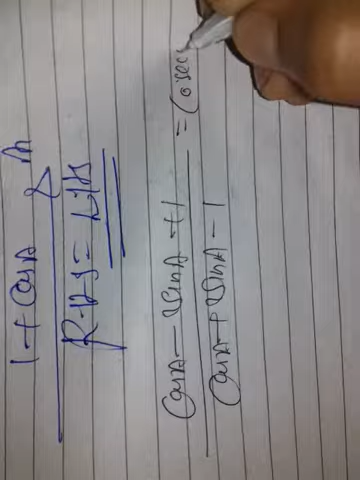 1 + CosA
R.H.S = L.H.S
CosA - SinA + 1 = Cosec
CosA + SinA - 1